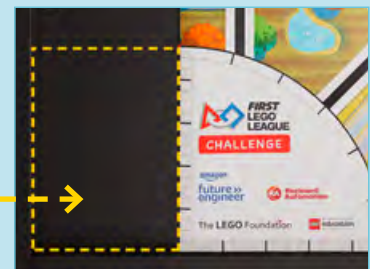 FIRST
LEGO
LEAGUE
CHALLENGE
amazon
future
engineer
Rockwell
Automation
The LEGO Foundation
education